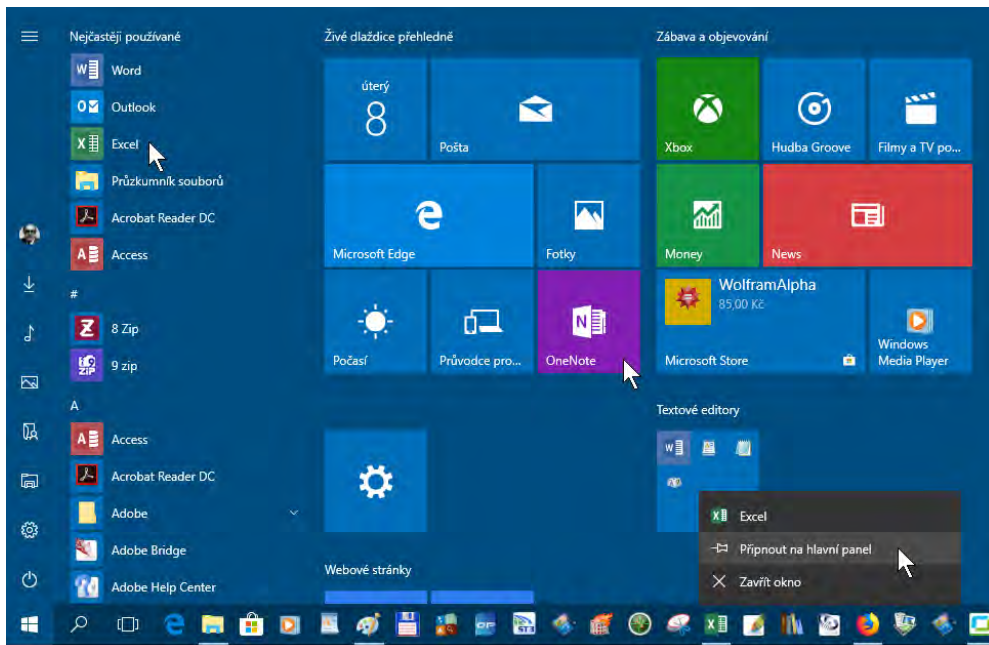 Nejčastěji používané
Word
Outlook
Excel
Průzkumník souborů
Acrobat Reader DC
Access
#
8 Zip
9 zip
A
Access
Acrobat Reader DC
Adobe
Adobe Bridge
Adobe Help Center
Živé dlaždice přehledně
úterý
8
Pošta
Microsoft Edge
Fotky
Počasí
Průvodce pro...
OneNote
Webové stránky
Zábava a objevování
Xbox
Hudba Groove
Filmy a TV po...
Money
News
WolframAlpha
85,00 Kč
Microsoft Store
Windows
Media Player
Textové editory
Excel
Připnout na hlavní panel
Zavřít okno